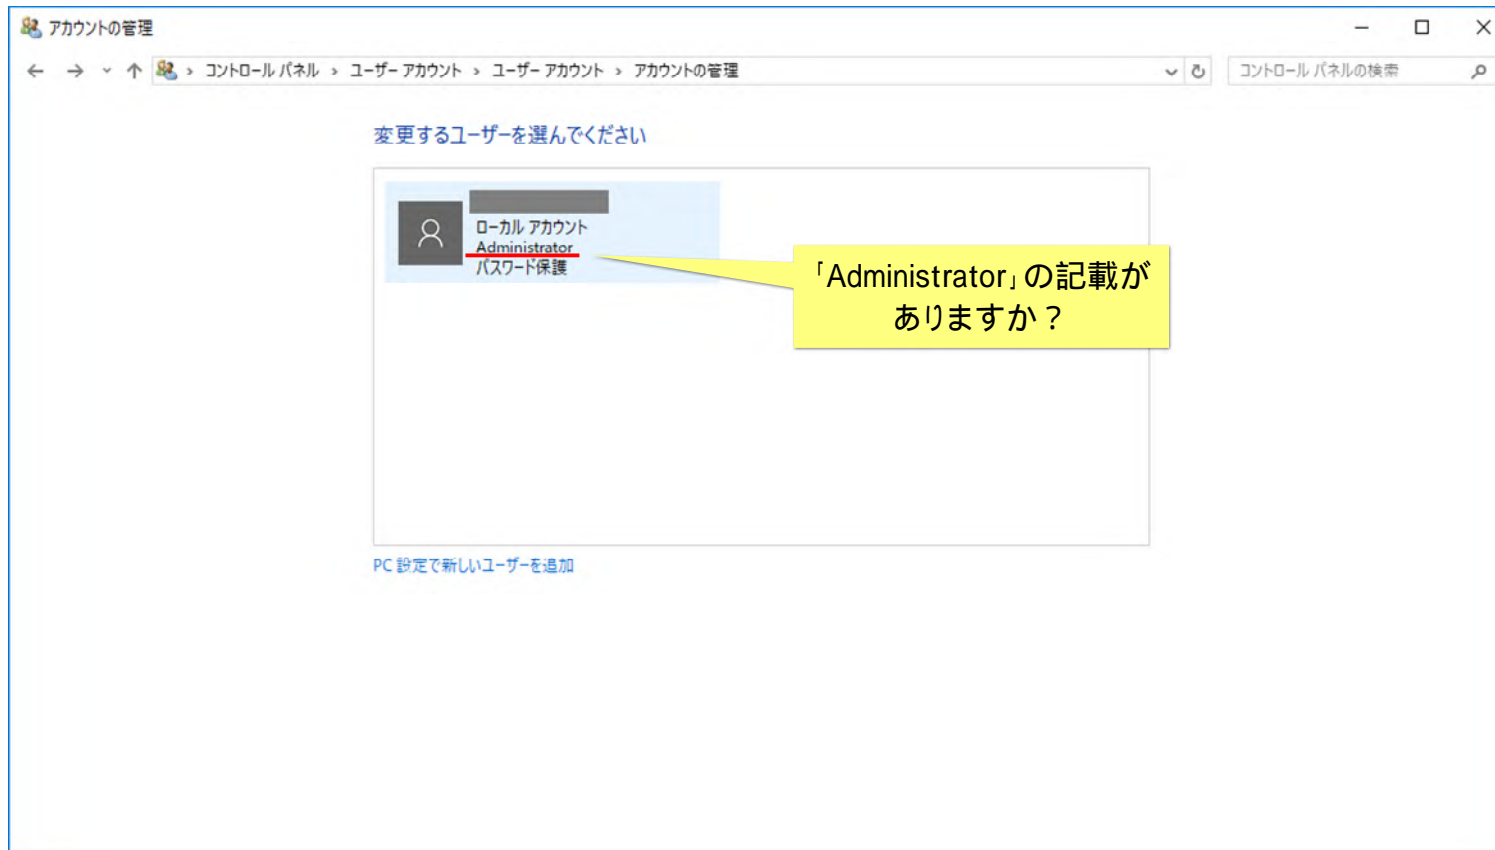 アカウントの管理
コントロール パネル › ユーザー アカウント › ユーザー アカウント › アカウントの管理
コントロール パネルの検索
変更するユーザーを選んでください
ローカル アカウント
Administrator
パスワード保護
「Administrator」の記載が
ありますか？
PC 設定で新しいユーザーを追加